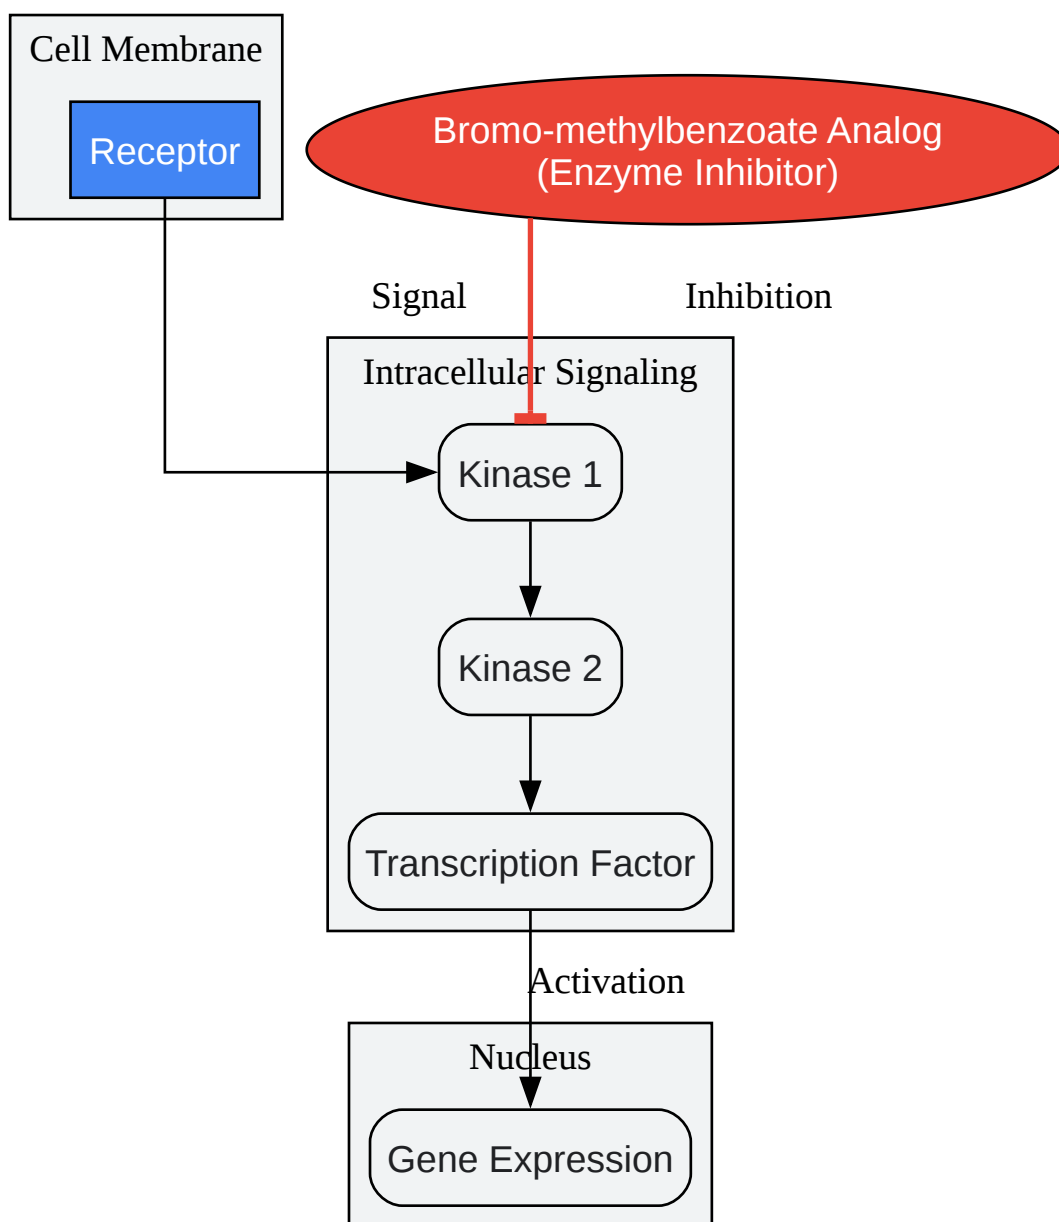 Cell Membrane
Receptor
Bromo-methylbenzoate Analog
(Enzyme Inhibitor)
Signal
Inhibition
Intracellular Signaling
Kinase 1
Kinase 2
Transcription Factor
Activation
Nucleus
Gene Expression